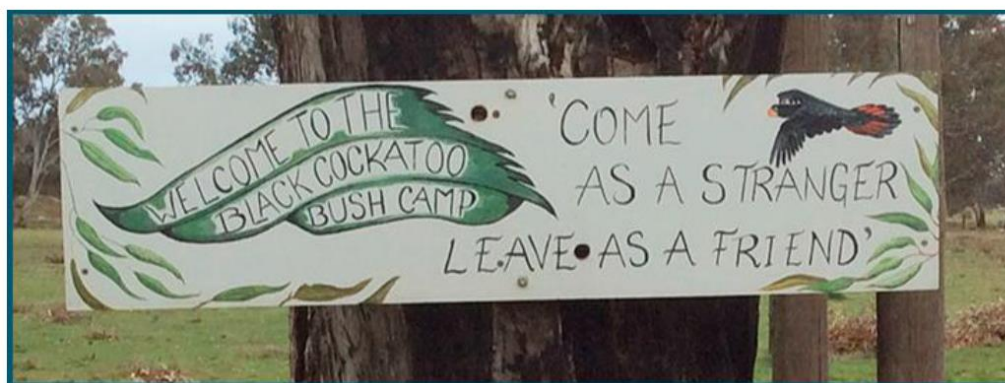 WELCOME TO THE
BLACK COCKATOO
BUSH CAMP
'COME
AS A STRANGER
LEAVE AS A FRIEND'